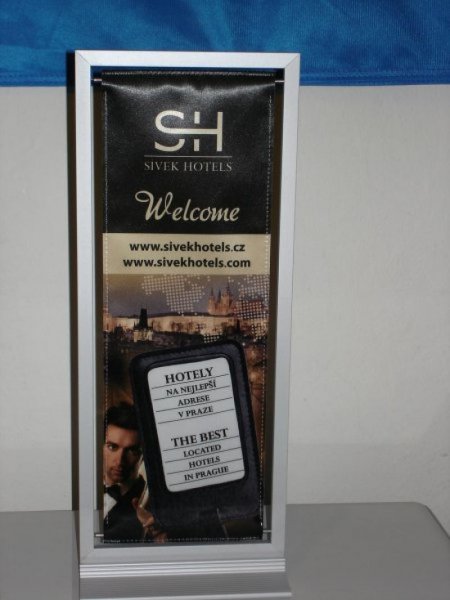 SH
SIVEK HOTELS
Welcome
www.sivekhotels.cz
www.sivekhotels.com
HOTELY
NA NEJLEPŠÍ
ADRESE
V PRAZE
THE BEST
LOCATED
HOTELS
IN PRAGUE